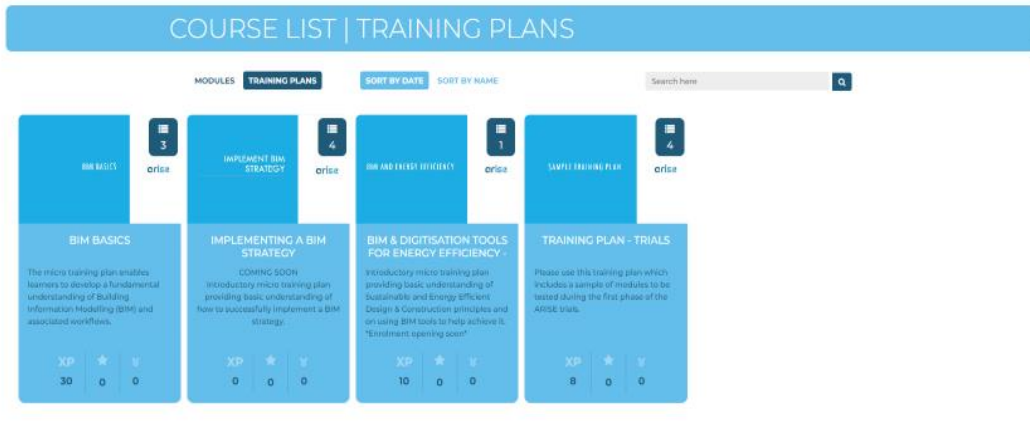 COURSE LIST | TRAINING PLANS
MODULES TRAINING PLANS SORT BY DATE SORT BY NAME Search here
3
BIM BASICS
arise
BIM BASICS
The micro training plan enables
learners to develop a fundamental
understanding of Building
Information Modelling (BIM) and
associated workflows.
XP
30 0 0
4
IMPLEMENT BIM
STRATEGY
arise
IMPLEMENTING A BIM
STRATEGY
COMING SOON
Introductory micro training plan
providing basic understanding of
how to successfully implement a BIM
strategy.
XP
0 0 0
1
BIM AND ENERGY EFFICIENCY
arise
BIM & DIGITISATION TOOLS
FOR ENERGY EFFICIENCY -
Introductory micro training plan
providing basic understanding of
Sustainable and Energy Efficient
Design & Construction principles and
on using BIM tools to help achieve it.
*Enrolment opening soon*
XP
10 0 0
4
SAMPLE TRAINING PLAN
arise
TRAINING PLAN - TRIALS
Please use this training plan which
includes a sample of modules to be
tested during the first phase of the
ARISE trials.
XP
8 0 0